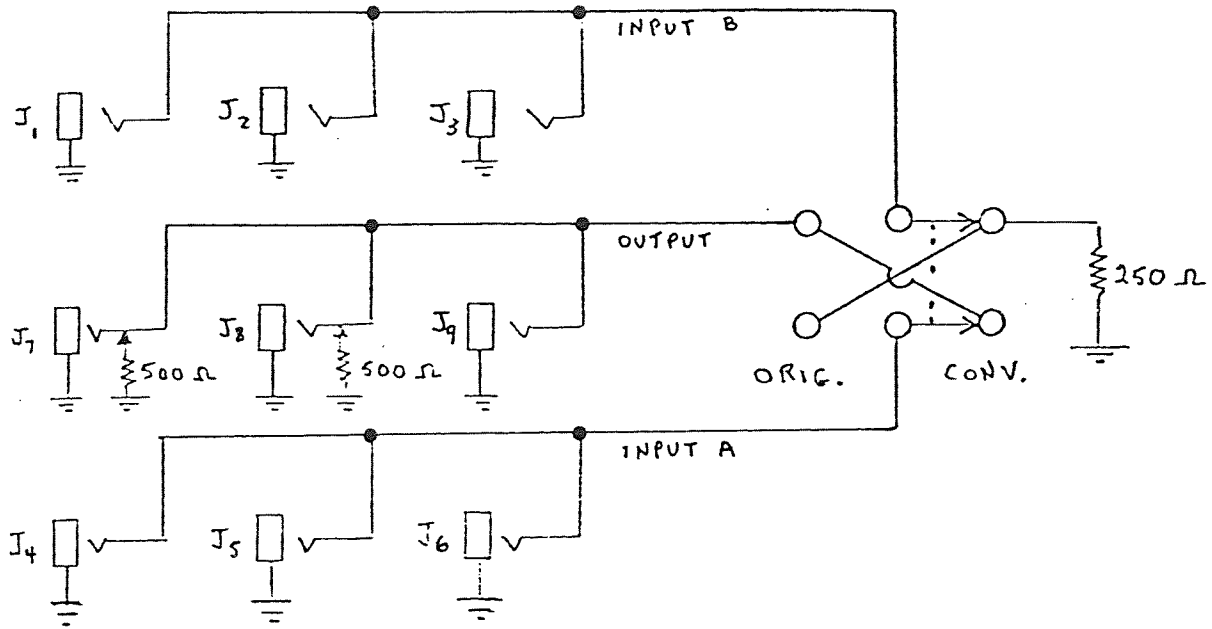 INPUT B
J1
J2
J3
OUTPUT
J7
500 Ω
J8
500 Ω
J9
250 Ω
ORIG.
CONV.
INPUT A
J4
J5
J6